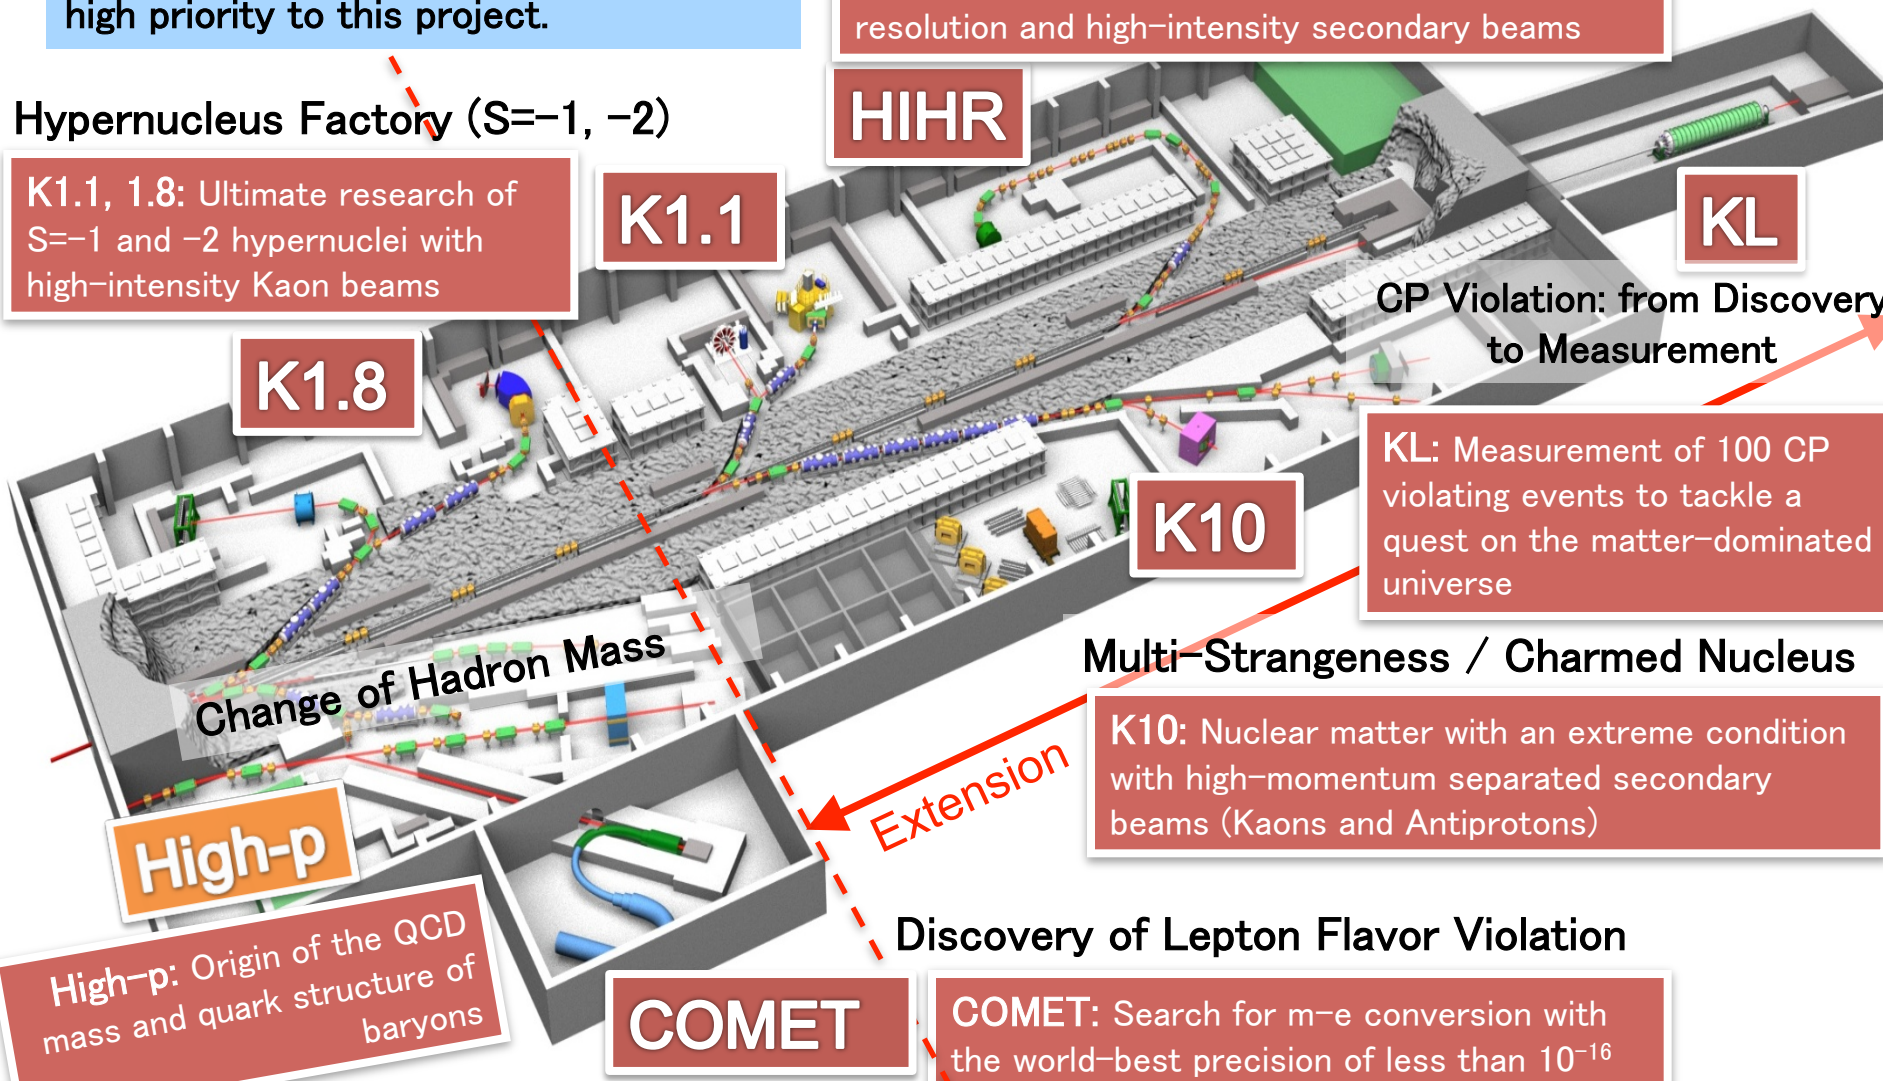 high priority to this project.
resolution and high-intensity secondary beams
HIHR
Hypernucleus Factory (S=-1, -2)
K1.1, 1.8: Ultimate research of
S=-1 and -2 hypernuclei with
high-intensity Kaon beams
K1.1
KL
CP Violation: from Discovery
to Measurement
K1.8
KL: Measurement of 100 CP
violating events to tackle a
quest on the matter-dominated
universe
K10
Multi-Strangeness / Charmed Nucleus
K10: Nuclear matter with an extreme condition
with high-momentum separated secondary
beams (Kaons and Antiprotons)
Change of Hadron Mass
Extension
High-p
High-p: Origin of the QCD
mass and quark structure of
baryons
Discovery of Lepton Flavor Violation
COMET
COMET: Search for m-e conversion with
the world-best precision of less than 10⁻¹⁶